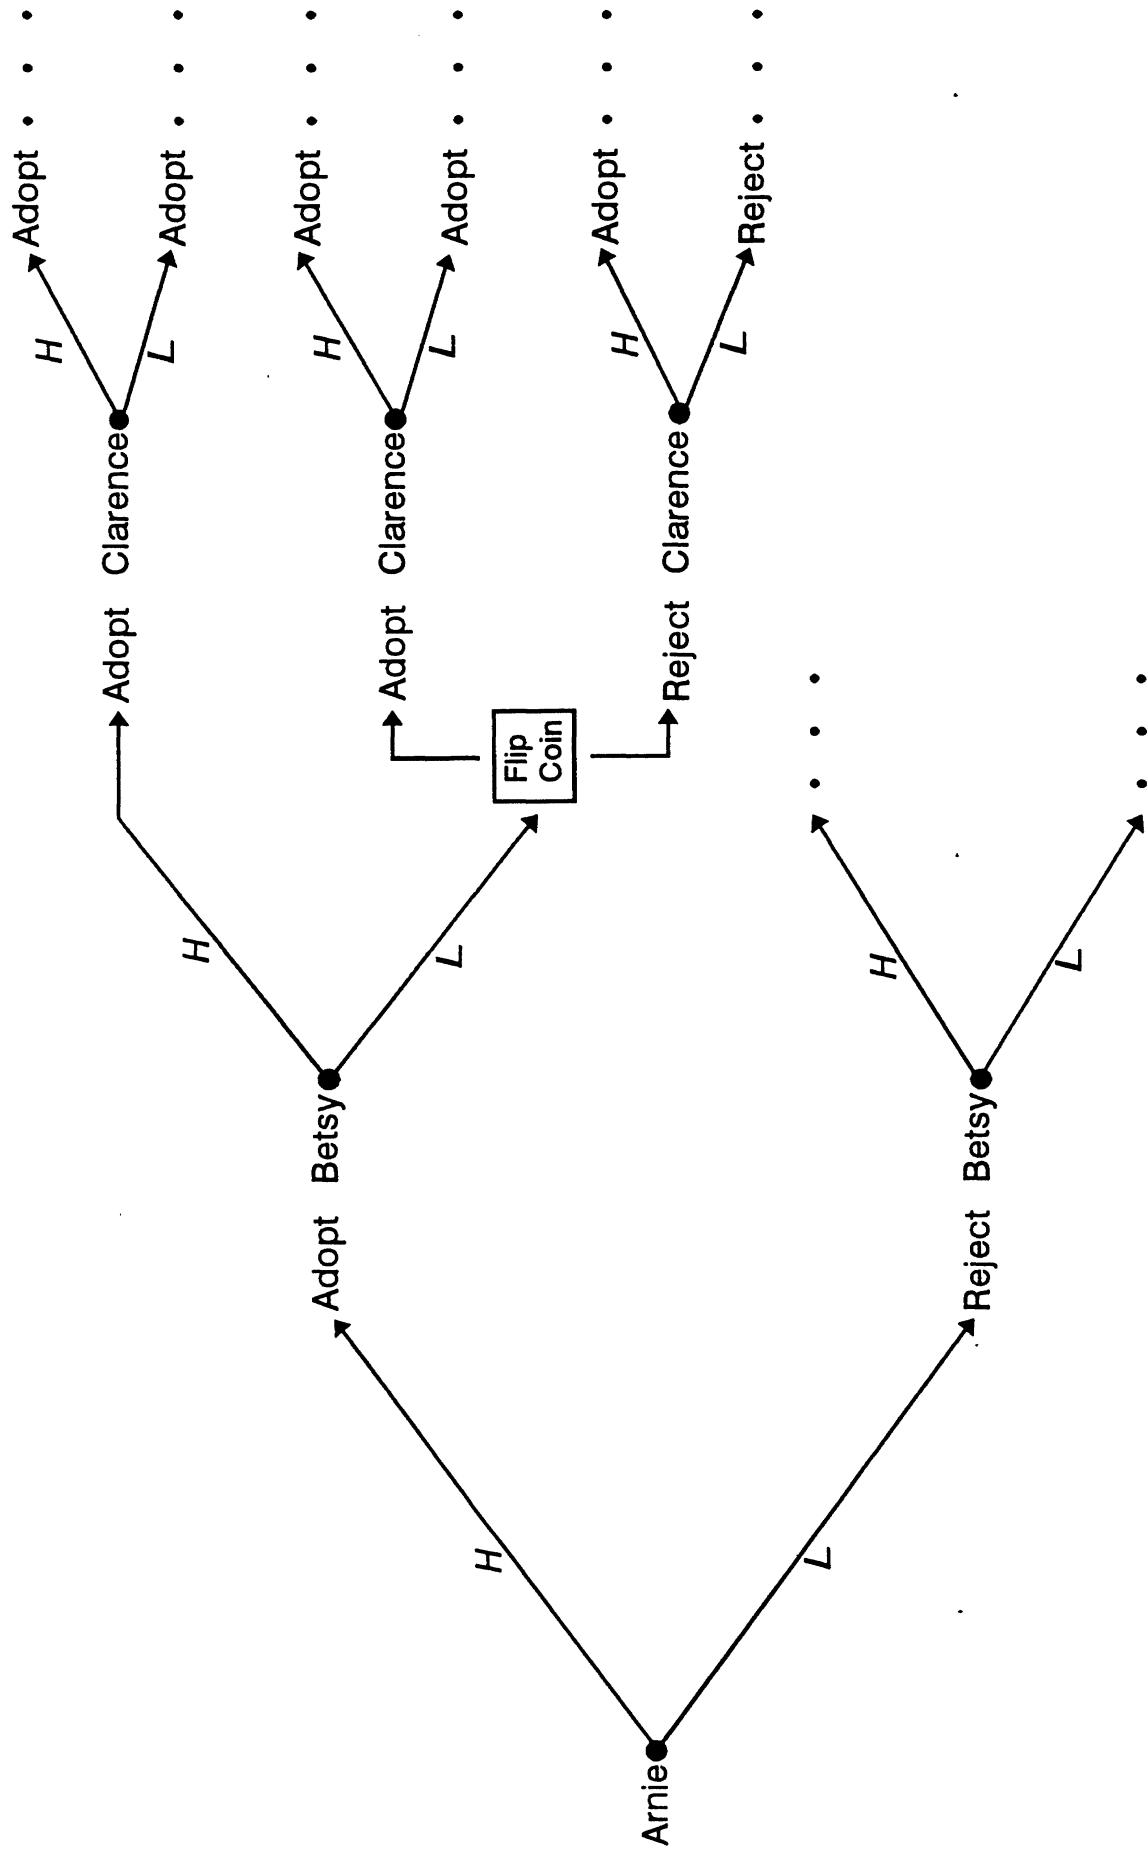 Arnie
H
L
Adopt Betsy
Reject Betsy
H
L
H
L
Flip
Coin
Adopt Clarence
Adopt Clarence
Reject Clarence
H
L
H
L
H
L
Adopt
Adopt
Adopt
Adopt
Adopt
Reject